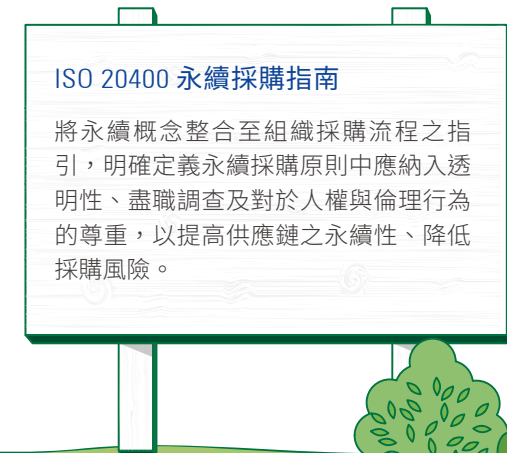 ISO 20400 永續採購指南
將永續概念整合至組織採購流程之指
引，明確定義永續採購原則中應納入透
明性、盡職調查及對於人權與倫理行為
的尊重，以提高供應鏈之永續性、降低
採購風險。